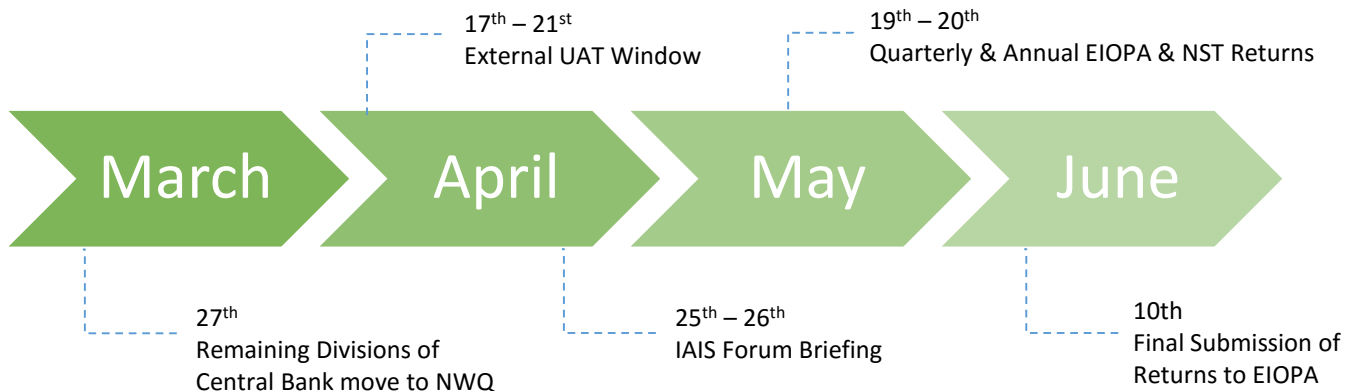 17th – 21st
External UAT Window
19th – 20th
Quarterly & Annual EIOPA & NST Returns
March
April
May
June
27th
Remaining Divisions of
Central Bank move to NWQ
25th – 26th
IAIS Forum Briefing
10th
Final Submission of
Returns to EIOPA